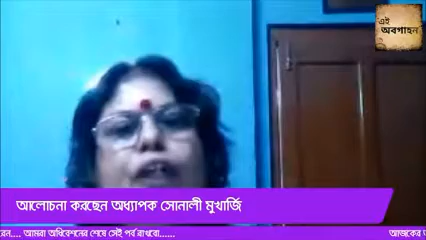 এই
অবগাহন
আলোচনা করছেন অধ্যাপক সোনালী মুখার্জি
আমরা অধিবেশনের শেষে সেই পর্ব রাখবো......
আজকের